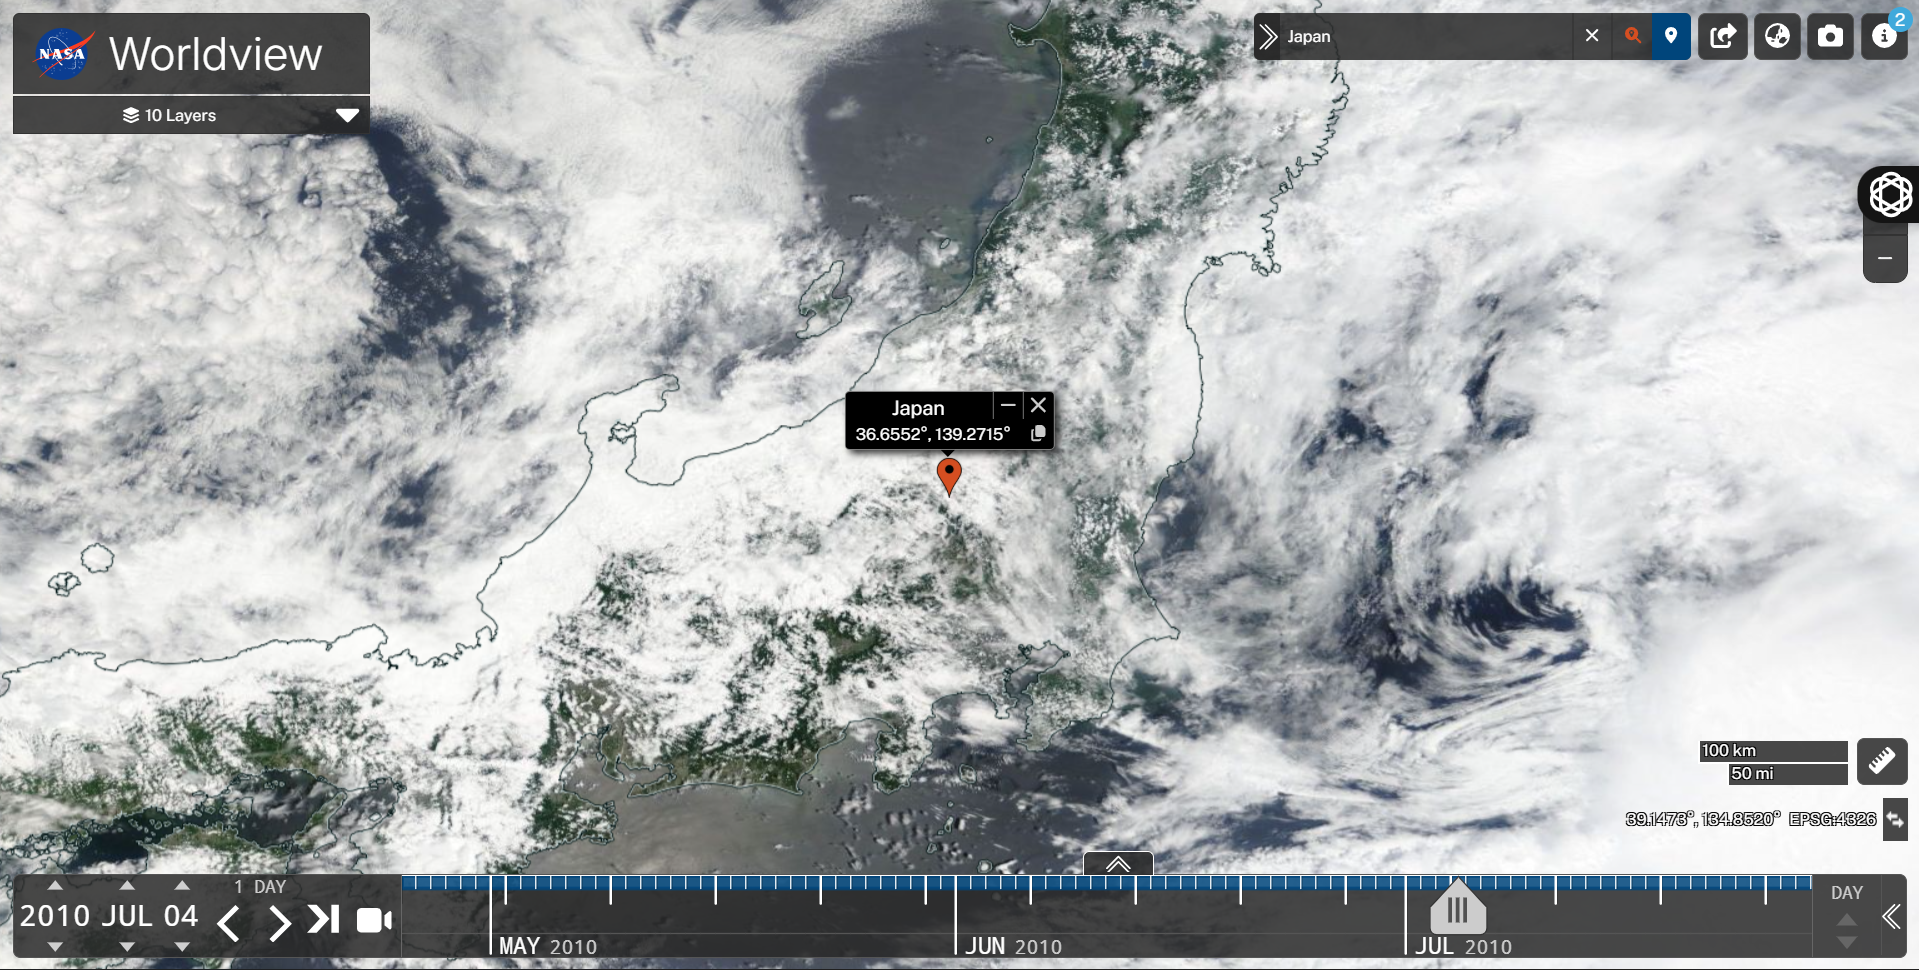 NASA Worldview
10 Layers
Japan
2
Japan
36.6552°, 139.2715°
100 km
50 mi
39.1473°, 134.8520° EPSG:4326
1 DAY
2010 JUL 04
MAY 2010
JUN 2010
JUL 2010
DAY